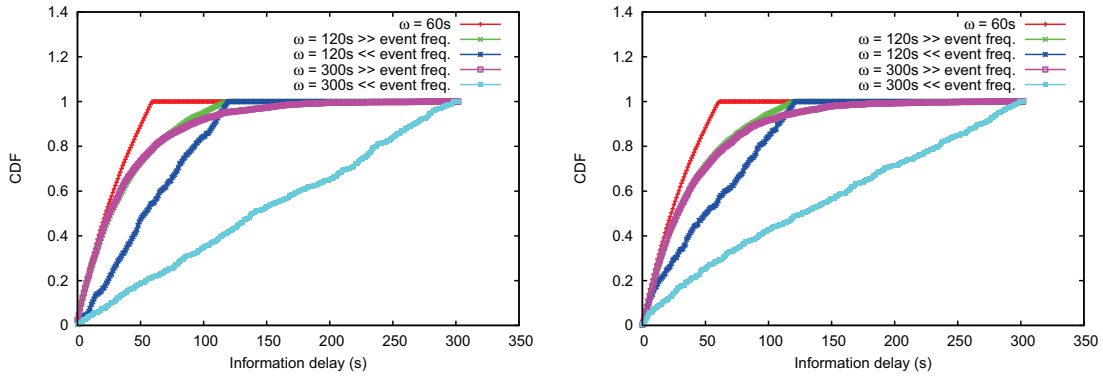 1.4
1.2
1
0.8
0.6
0.4
0.2
0
CDF
0 50 100 150 200 250 300 350
Information delay (s)
ω = 60s
ω = 120s >> event freq.
ω = 120s << event freq.
ω = 300s >> event freq.
ω = 300s << event freq.
1.4
1.2
1
0.8
0.6
0.4
0.2
0
CDF
0 50 100 150 200 250 300 350
Information delay (s)
ω = 60s
ω = 120s >> event freq.
ω = 120s << event freq.
ω = 300s >> event freq.
ω = 300s << event freq.